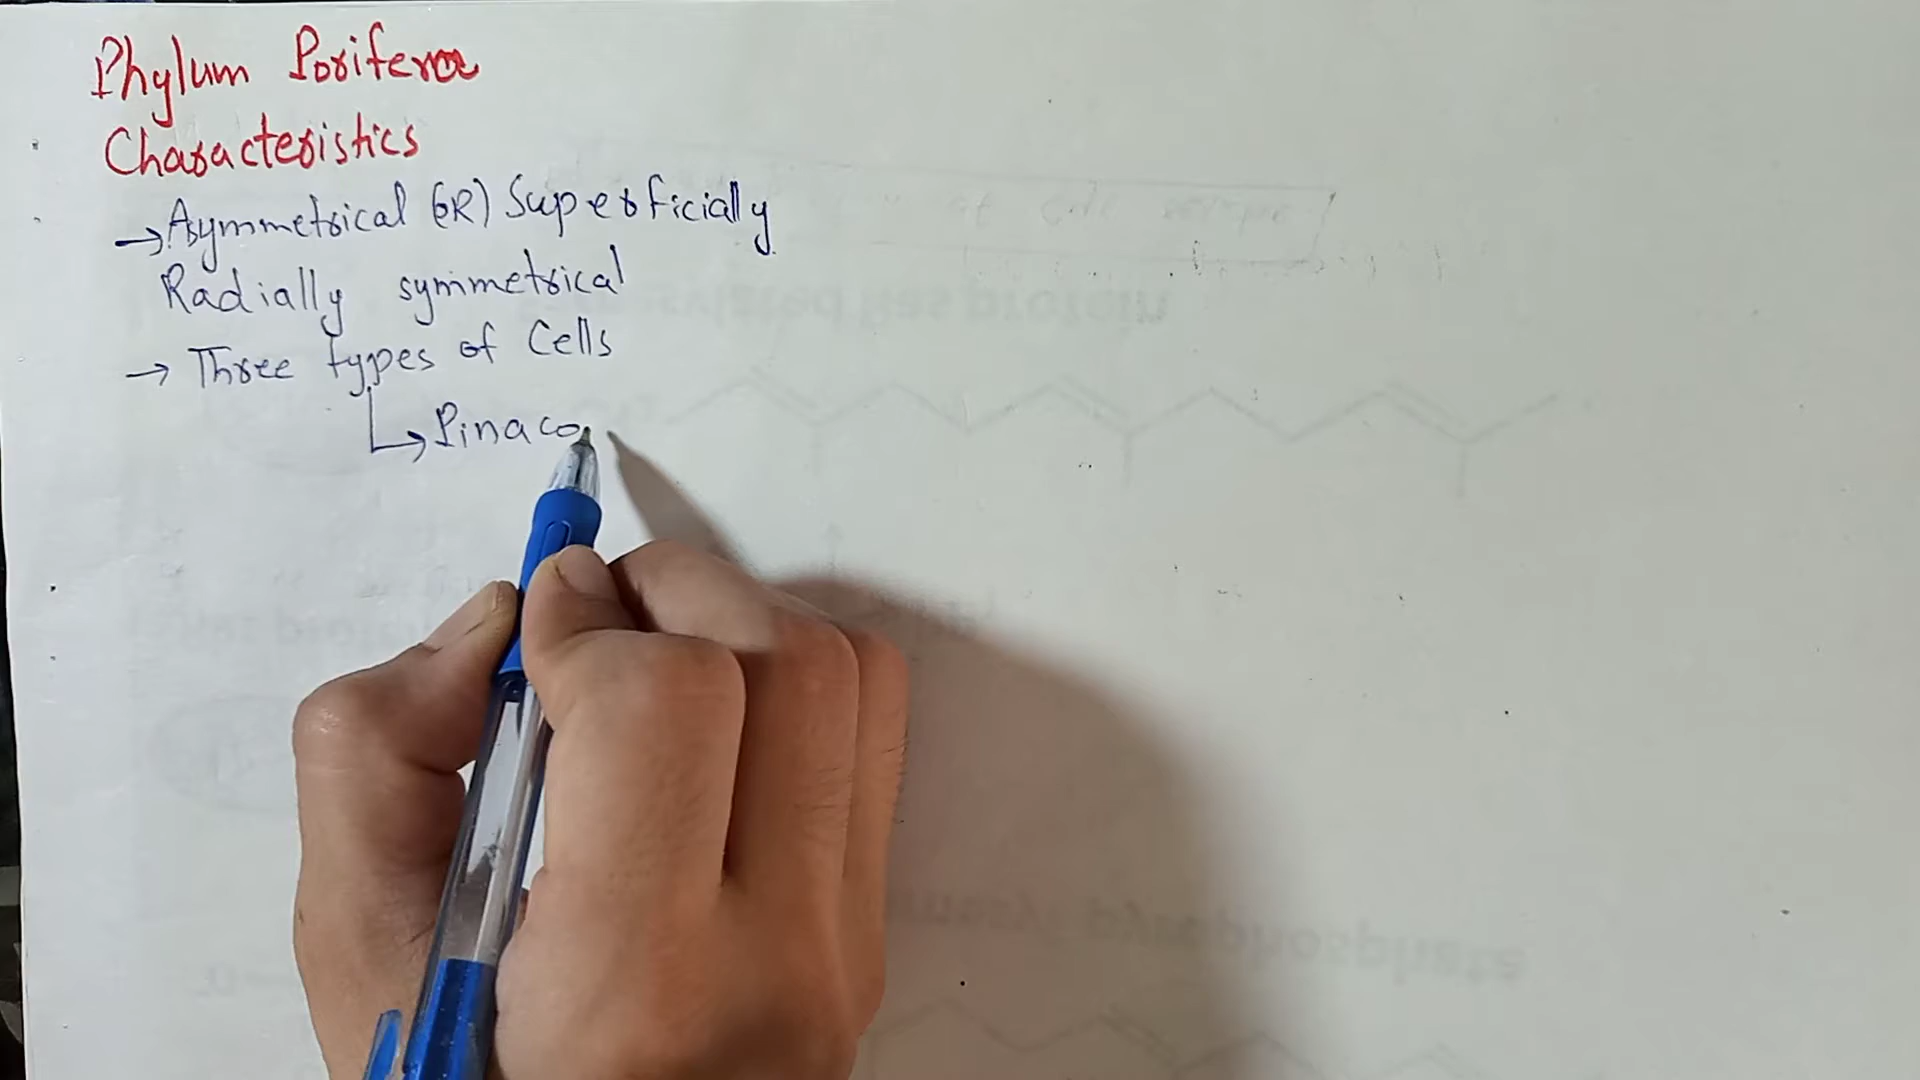 Phylum Porifera
Characteristics
→ Asymmetrical (OR) Superficially
Radially symmetrical
→ Three types of Cells
→ Pinaco